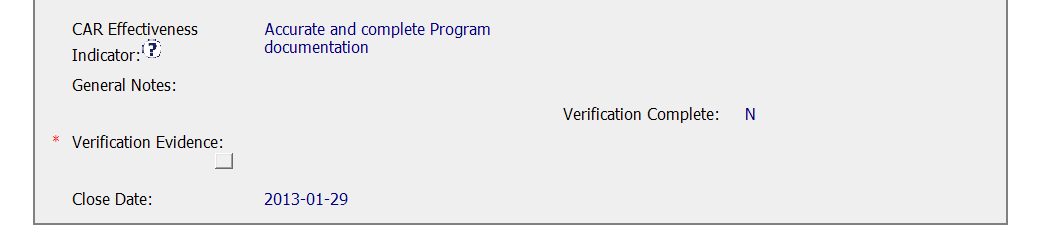 CAR Effectiveness Accurate and complete Program
Indicator: ? documentation
General Notes:
Verification Complete: N
* Verification Evidence:
Close Date: 2013-01-29